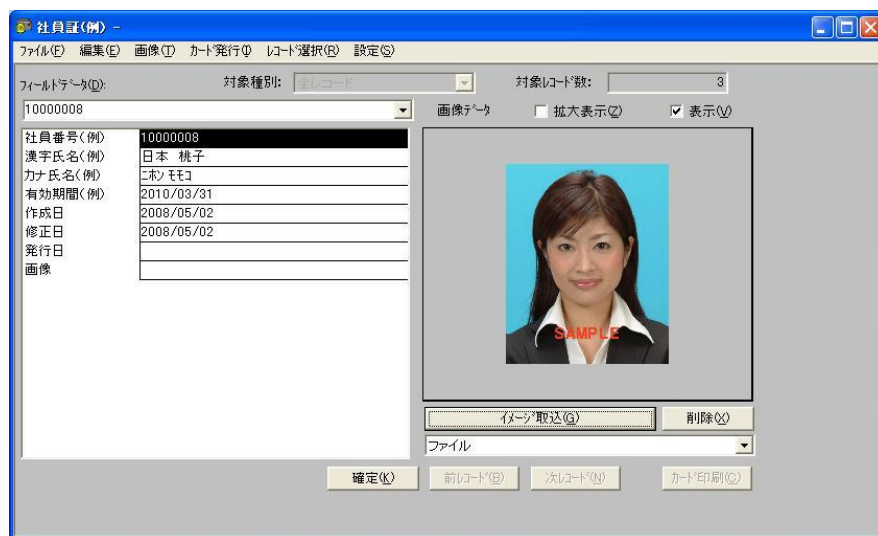 社員証(例) -
ファイル(F) 編集(E) 画像(T) カード発行(I) レコード選択(R) 設定(S)
フィールドデータ(D): 対象種別: 全レコード 対象レコード数: 3
10000008 画像データ 拡大表示(Z) 表示(V)
社員番号(例) 10000008
漢字氏名(例) 日本 桃子
カナ氏名(例) ニホン モモコ
有効期間(例) 2010/03/31
作成日 2008/05/02
修正日 2008/05/02
発行日
画像
SAMPLE
イメージ取込(G) 削除(X)
ファイル
確定(K) 前レコード(B) 次レコード(N) カード印刷(C)